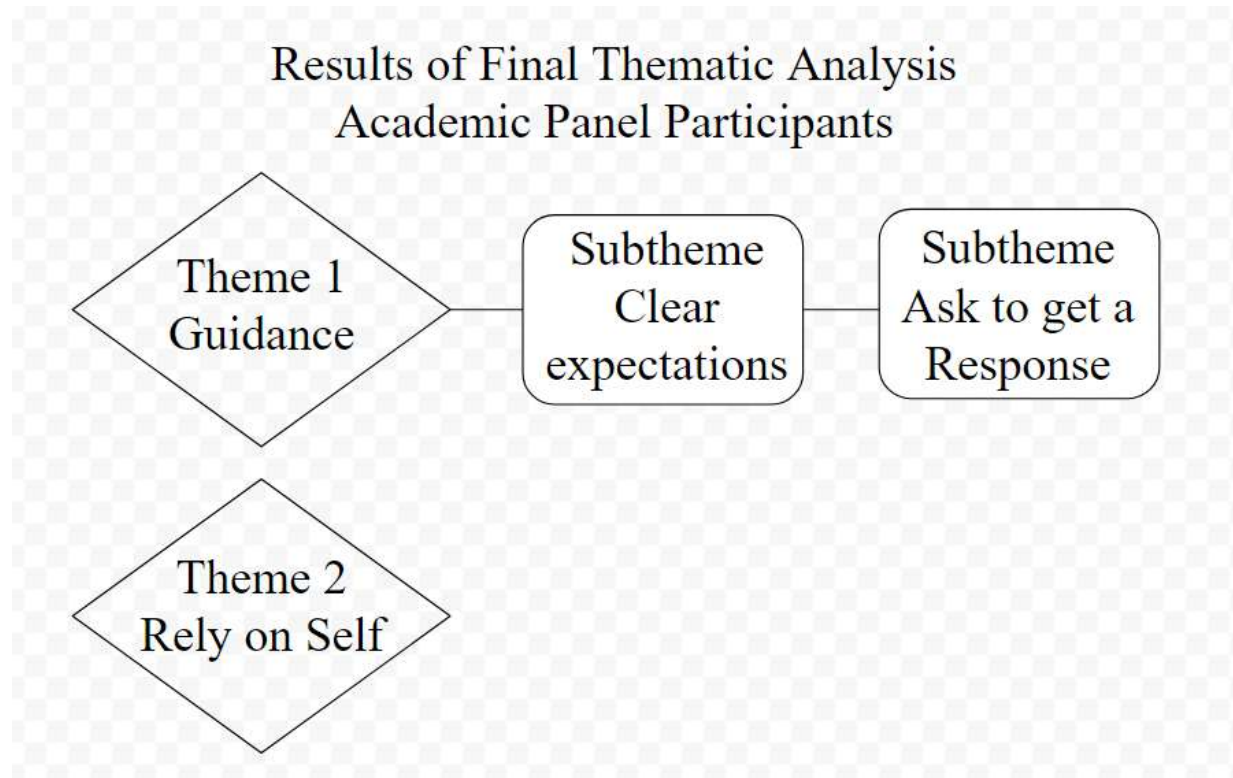 Results of Final Thematic Analysis
Academic Panel Participants
Theme 1
Guidance
Subtheme
Clear
expectations
Subtheme
Ask to get a
Response
Theme 2
Rely on Self